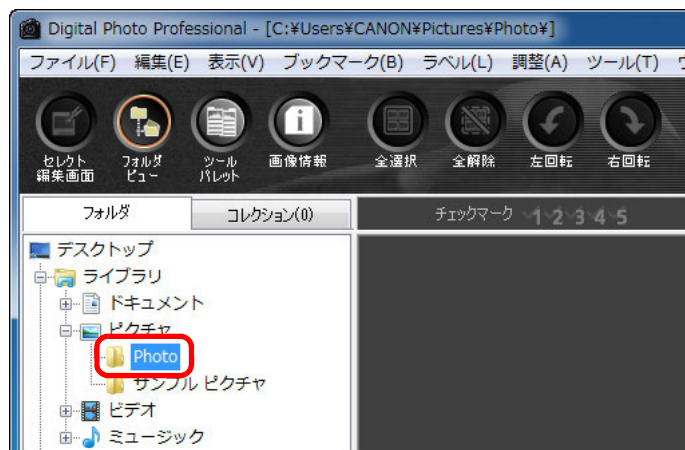 Digital Photo Professional - [C:¥Users¥CANON¥Pictures¥Photo¥]
ファイル(F) 編集(E) 表示(V) ブックマーク(B) ラベル(L) 調整(A) ツール(T)
セレクト編集画面 フォルダビュー ツールパレット 画像情報 全選択 全解除 左回転 右回転
フォルダ コレクション(0) チェックマーク 1 2 3 4 5
デスクトップ
ライブラリ
ドキュメント
ピクチャ
Photo
サンプル ピクチャ
ビデオ
ミュージック